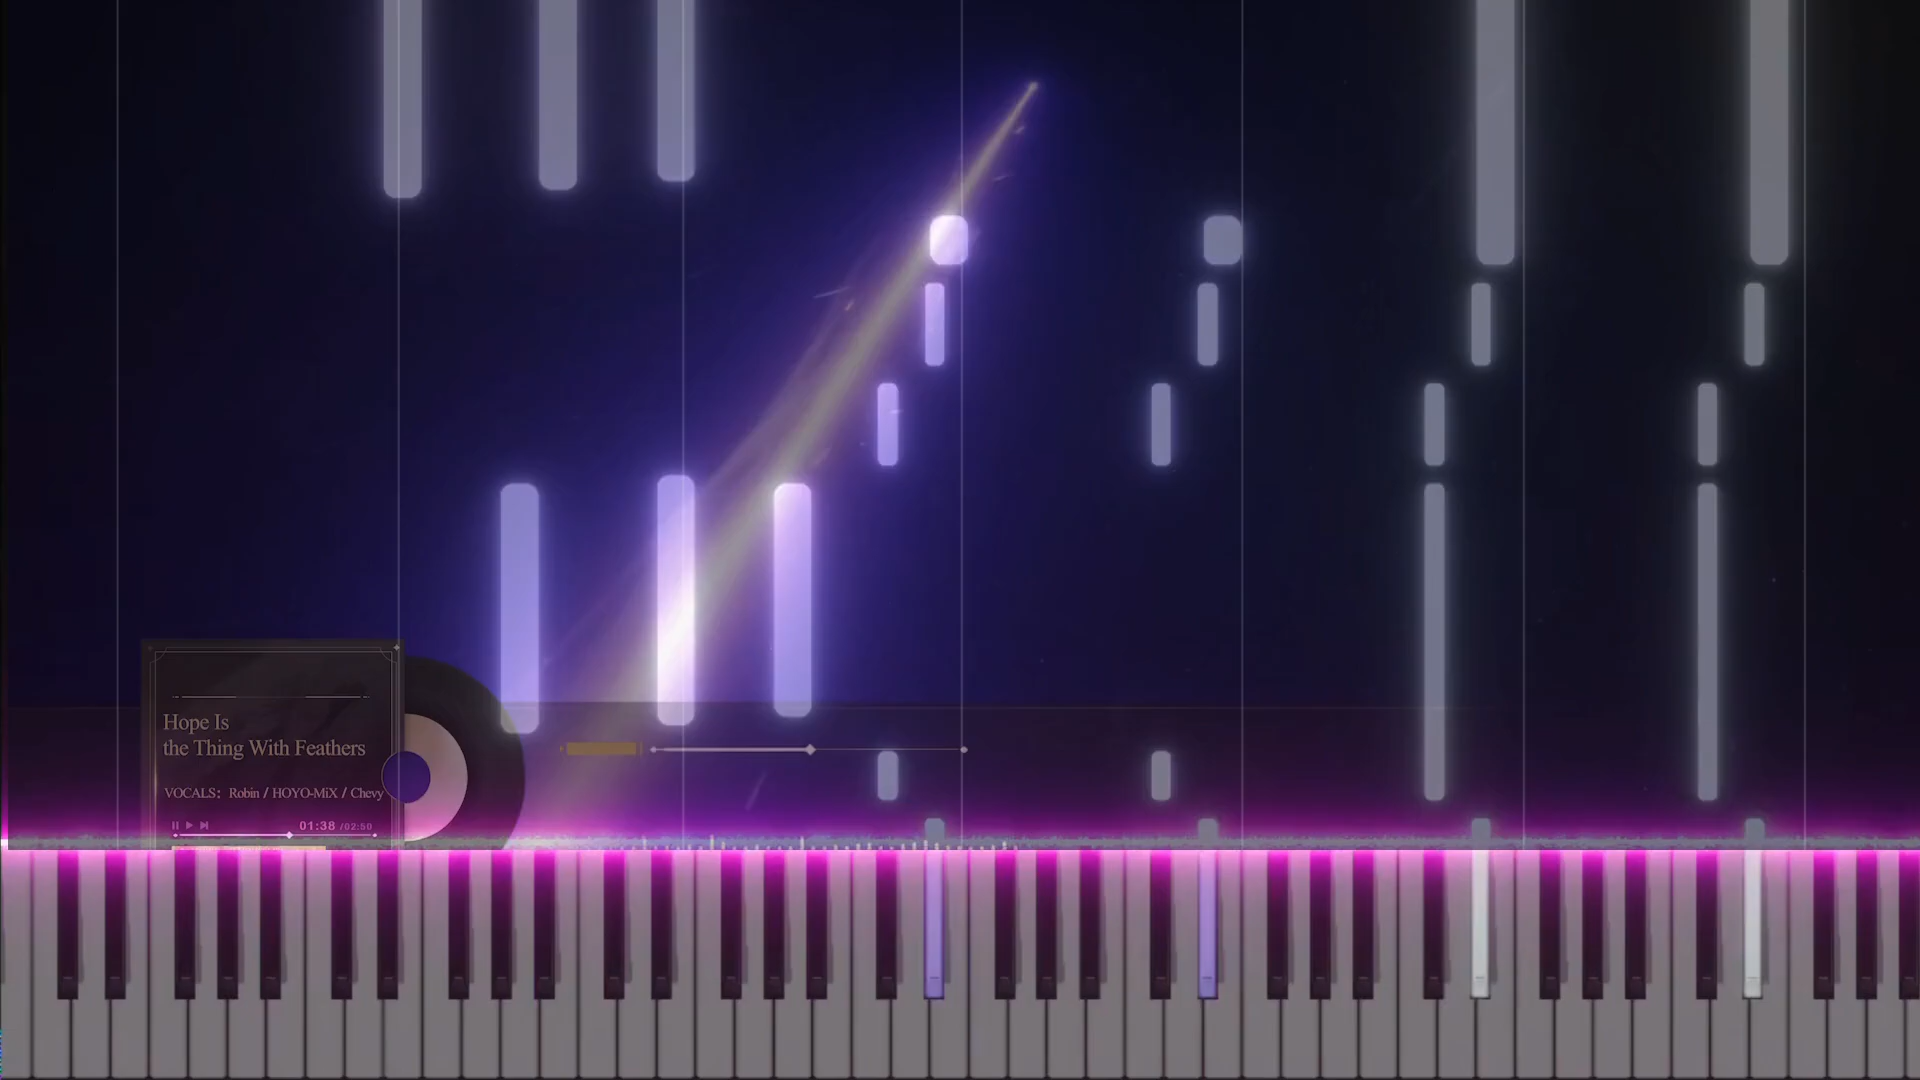 Hope Is
the Thing With Feathers
VOCALS: Robin / HOYO-MiX / Chevy
01:38 /02:50